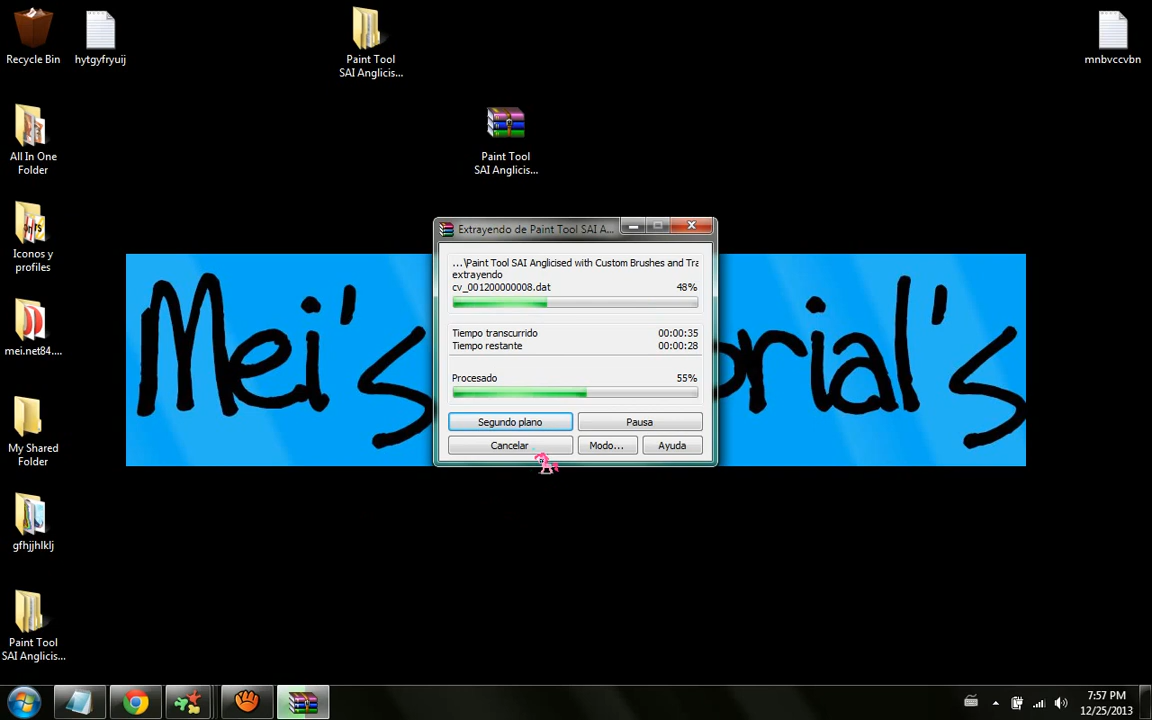 Recycle Bin
hytgyfryuij
Paint Tool
SAI Anglicis...
mnbvccvbn
All In One
Folder
Paint Tool
SAI Anglicis...
Iconos y
profiles
mei.net84....
My Shared
Folder
gfhjjhlklj
Paint Tool
SAI Anglicis...
Extrayendo de Paint Tool SAI A...
...\Paint Tool SAI Anglicised with Custom Brushes and Tra
extrayendo
cv_001200000008.dat 48%
Tiempo transcurrido 00:00:35
Tiempo restante 00:00:28
Procesado 55%
Segundo plano Pausa
Cancelar Modo... Ayuda
Mei's orial's
7:57 PM
12/25/2013